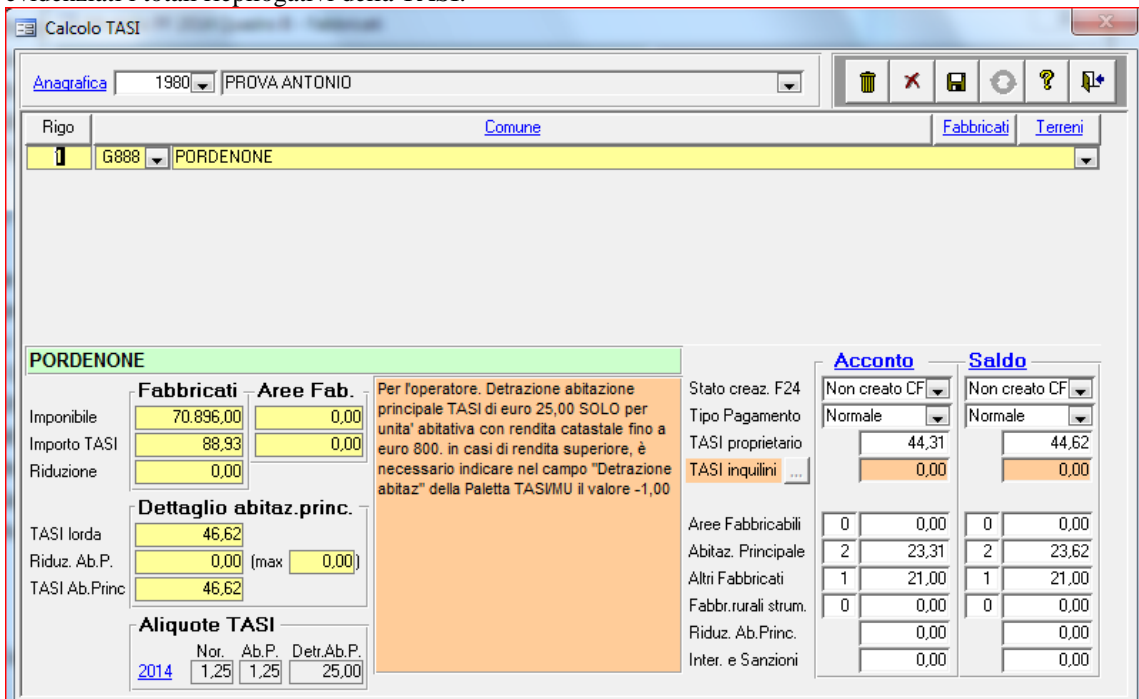 evidenziati i totali riepilogativi della TASI.
Calcolo TASI
Anagrafica 1980 PROVA ANTONIO
Rigo Comune Fabbricati Terreni
1 G888 PORDENONE
PORDENONE
Fabbricati Aree Fab.
Imponibile 70.896,00 0,00
Importo TASI 88,93 0,00
Riduzione 0,00
Dettaglio abitaz.princ.
TASI lorda 46,62
Riduz. Ab.P. 0,00 (max 0,00)
TASI Ab.Princ 46,62
Aliquote TASI
Nor. Ab.P. Detr.Ab.P.
2014 1,25 1,25 25,00
Per l'operatore. Detrazione abitazione
principale TASI di euro 25,00 SOLO per
unita' abitativa con rendita catastale fino a
euro 800. in casi di rendita superiore, è
necessario indicare nel campo "Detrazione
abitaz" della Paletta TASI/MU il valore -1,00
Acconto Saldo
Stato creaz. F24 Non creato CF Non creato CF
Tipo Pagamento Normale Normale
TASI proprietario 44,31 44,62
TASI inquilini ... 0,00 0,00
Aree Fabbricabili 0 0,00 0 0,00
Abitaz. Principale 2 23,31 2 23,62
Altri Fabbricati 1 21,00 1 21,00
Fabbr.rurali strum. 0 0,00 0 0,00
Riduz. Ab.Princ. 0,00 0,00
Inter. e Sanzioni 0,00 0,00